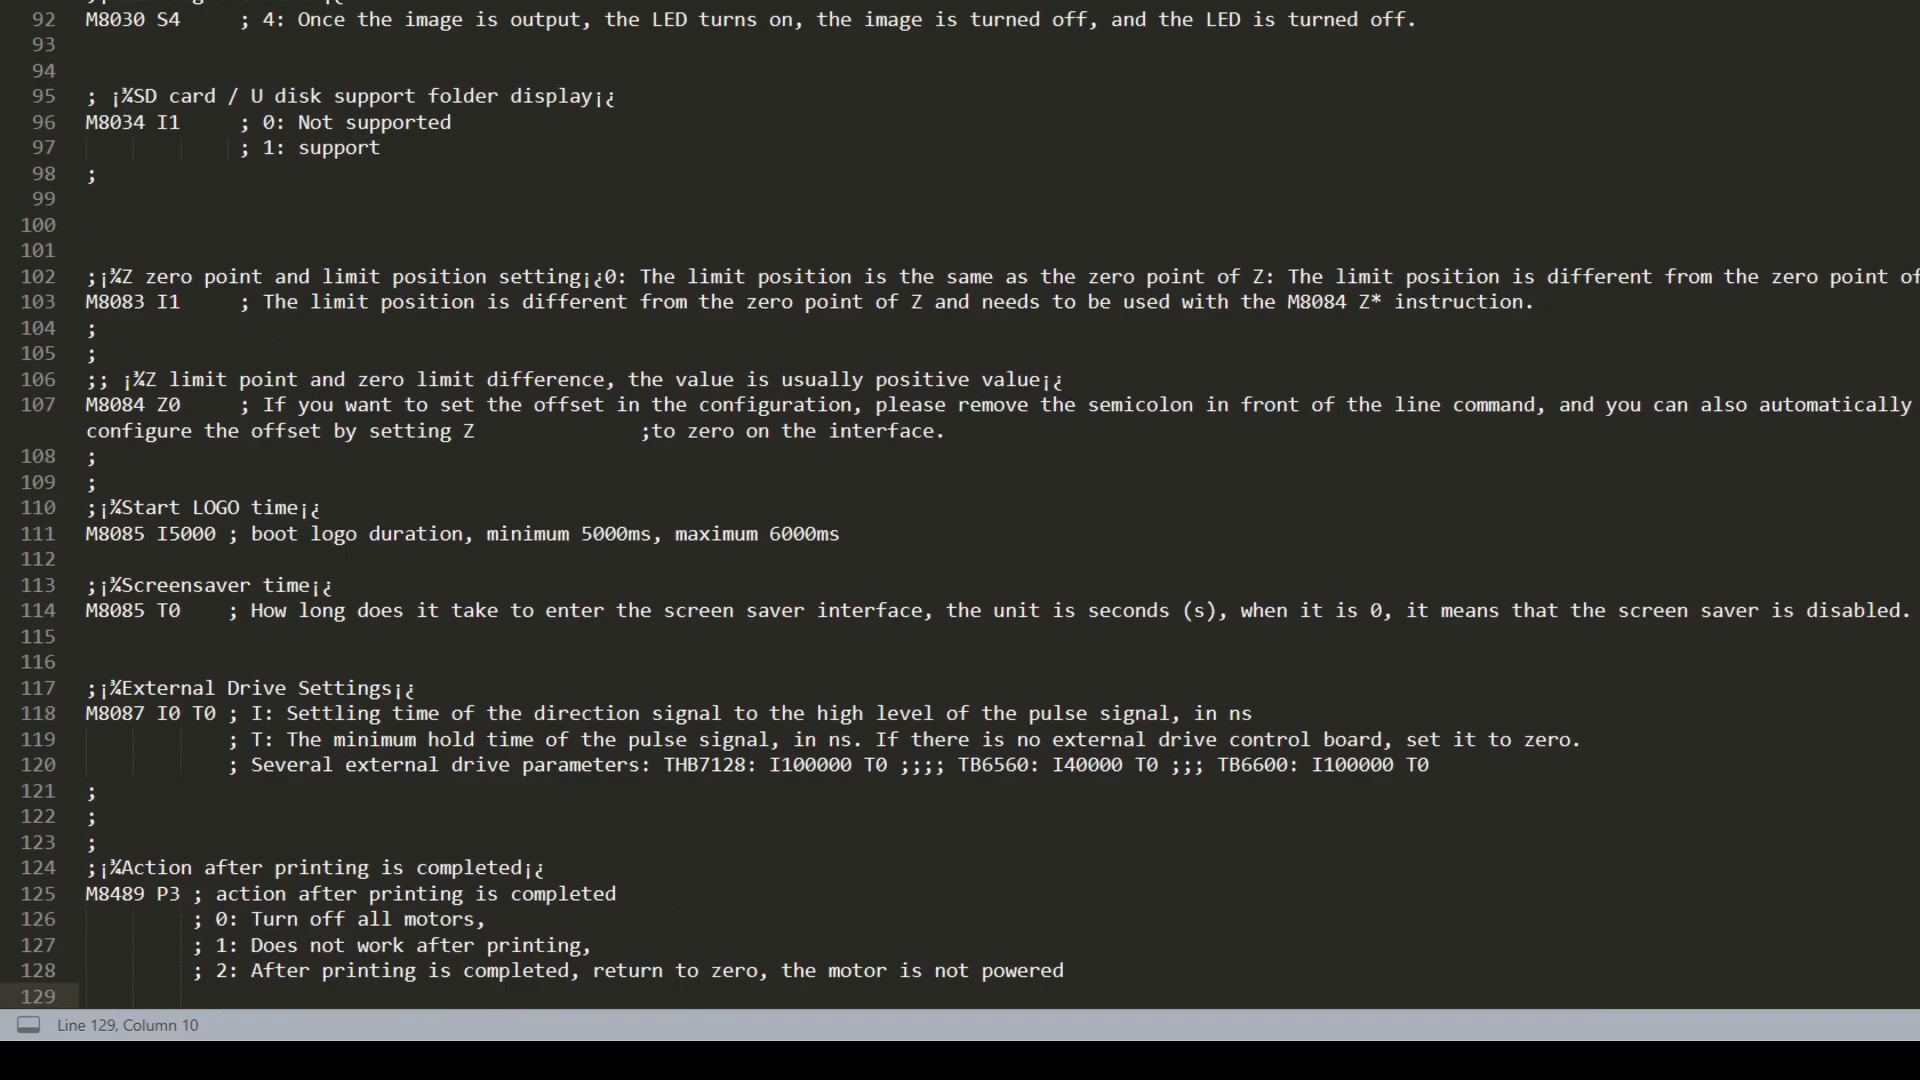 92 M8030 S4 ; 4: Once the image is output, the LED turns on, the image is turned off, and the LED is turned off.
93
94
95 ; ¡¾SD card / U disk support folder display¡¿
96 M8034 I1 ; 0: Not supported
97 ; 1: support
98 ;
99
100
101
102 ;¡¾Z zero point and limit position setting¡¿0: The limit position is the same as the zero point of Z: The limit position is different from the zero point of
103 M8083 I1 ; The limit position is different from the zero point of Z and needs to be used with the M8084 Z* instruction.
104 ;
105 ;
106 ;; ¡¾Z limit point and zero limit difference, the value is usually positive value¡¿
107 M8084 Z0 ; If you want to set the offset in the configuration, please remove the semicolon in front of the line command, and you can also automatically
configure the offset by setting Z ;to zero on the interface.
108 ;
109 ;
110 ;¡¾Start LOGO time¡¿
111 M8085 I5000 ; boot logo duration, minimum 5000ms, maximum 6000ms
112
113 ;¡¾Screensaver time¡¿
114 M8085 T0 ; How long does it take to enter the screen saver interface, the unit is seconds (s), when it is 0, it means that the screen saver is disabled.
115
116
117 ;¡¾External Drive Settings¡¿
118 M8087 I0 T0 ; I: Settling time of the direction signal to the high level of the pulse signal, in ns
119 ; T: The minimum hold time of the pulse signal, in ns. If there is no external drive control board, set it to zero.
120 ; Several external drive parameters: THB7128: I100000 T0 ;;;; TB6560: I40000 T0 ;;; TB6600: I100000 T0
121 ;
122 ;
123 ;
124 ;¡¾Action after printing is completed¡¿
125 M8489 P3 ; action after printing is completed
126 ; 0: Turn off all motors,
127 ; 1: Does not work after printing,
128 ; 2: After printing is completed, return to zero, the motor is not powered
129
Line 129, Column 10